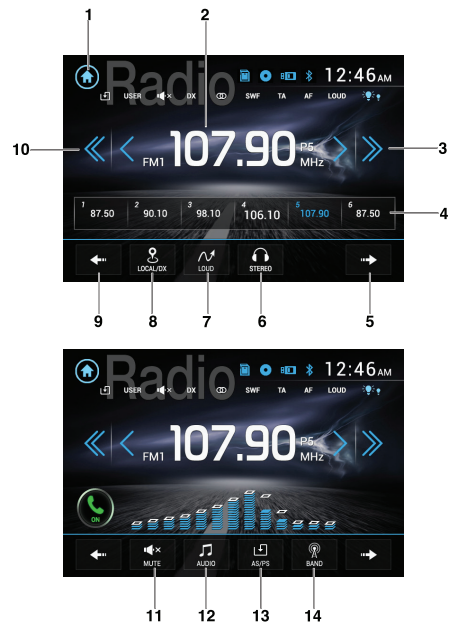 1 2
Radio 12:46AM
USER DX SWF TA AF LOUD
10 FM1 107.90 P5 MHz 3
1 87.50 2 90.10 3 98.10 4 106.10 5 107.90 6 87.50 4
LOCAL/DX LOUD STEREO
9 8 7 6 5
Radio 12:46AM
USER DX SWF TA AF LOUD
FM1 107.90 P5 MHz
ON
MUTE AUDIO AS/PS BAND
11 12 13 14